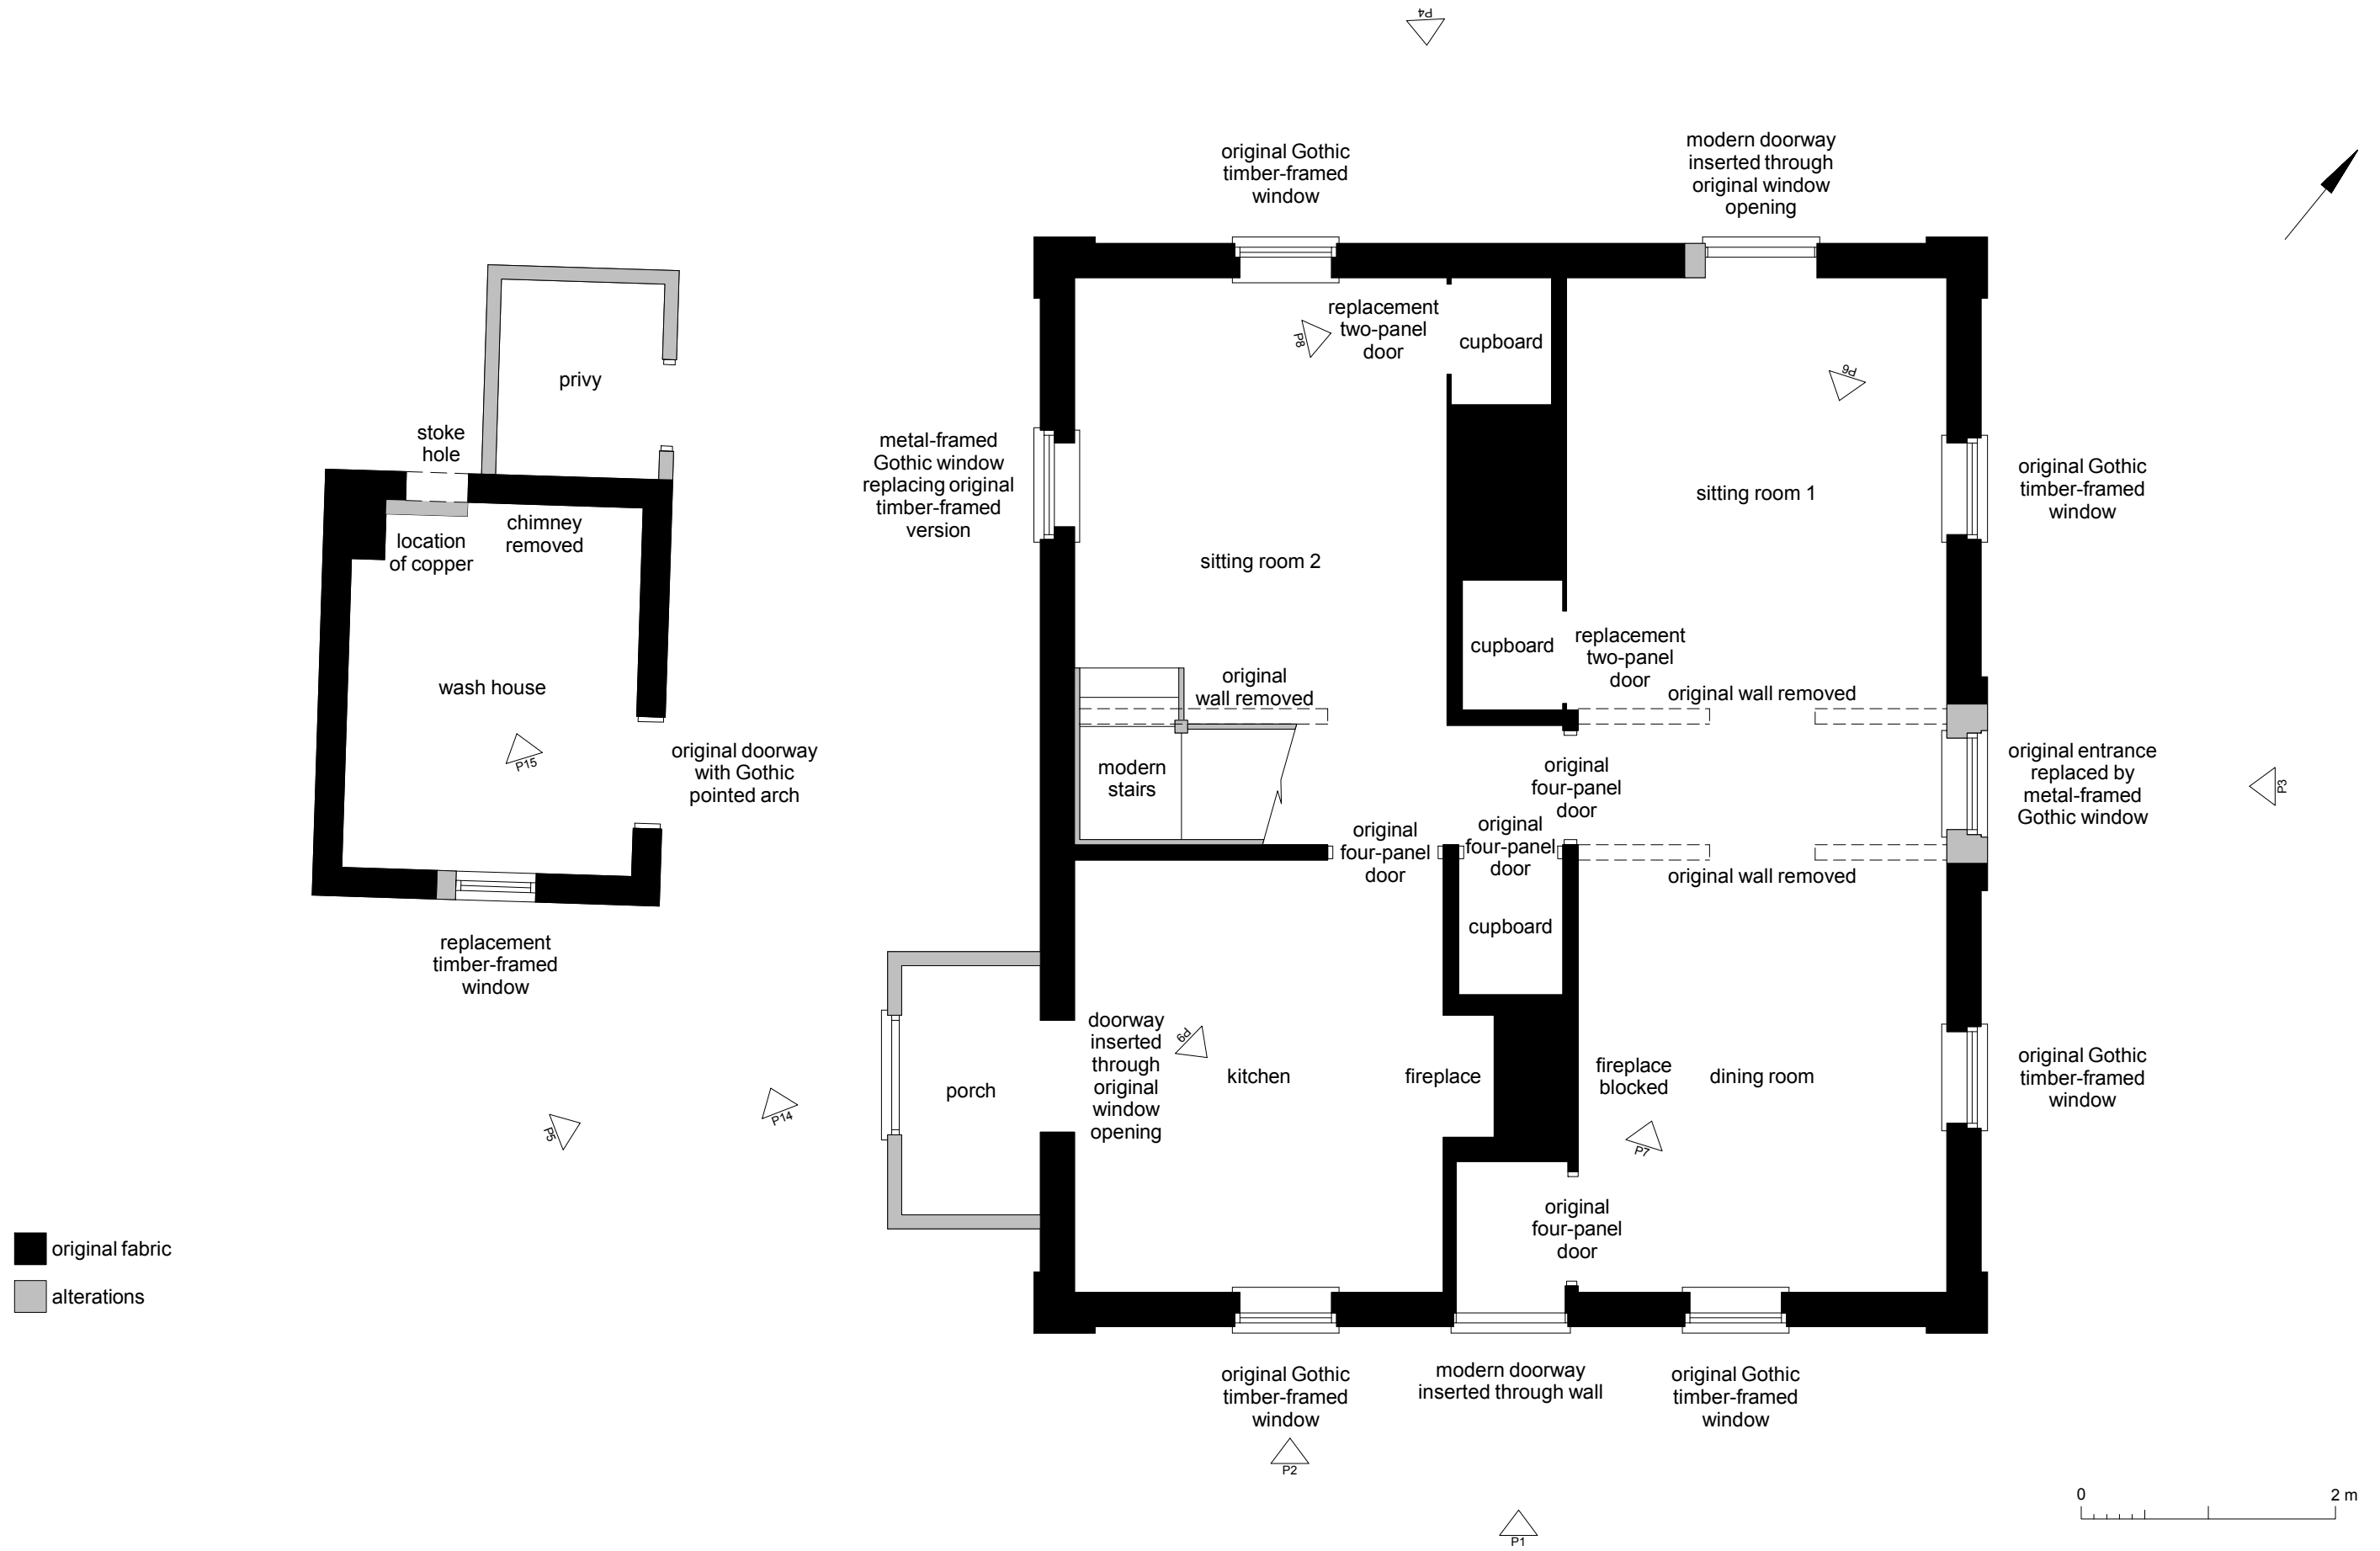 P4
original Gothic
timber-framed
window
modern doorway
inserted through
original window
opening
replacement
two-panel
door
cupboard
P8
P6
privy
stoke
hole
metal-framed
Gothic window
replacing original
timber-framed
version
original Gothic
timber-framed
window
sitting room 1
chimney
removed
location
of copper
sitting room 2
cupboard
replacement
two-panel
door
original
wall removed
original wall removed
wash house
P15
original doorway
with Gothic
pointed arch
modern
stairs
original
four-panel
door
original entrance
replaced by
metal-framed
Gothic window
P3
original
four-panel
door
original
four-panel
door
original wall removed
cupboard
replacement
timber-framed
window
doorway
inserted
through
original
window
opening
P9
kitchen
fireplace
fireplace
blocked
dining room
original Gothic
timber-framed
window
porch
P5
P14
P7
original
four-panel
door
original fabric
alterations
original Gothic
timber-framed
window
modern doorway
inserted through wall
original Gothic
timber-framed
window
P2
P1
0
2 m